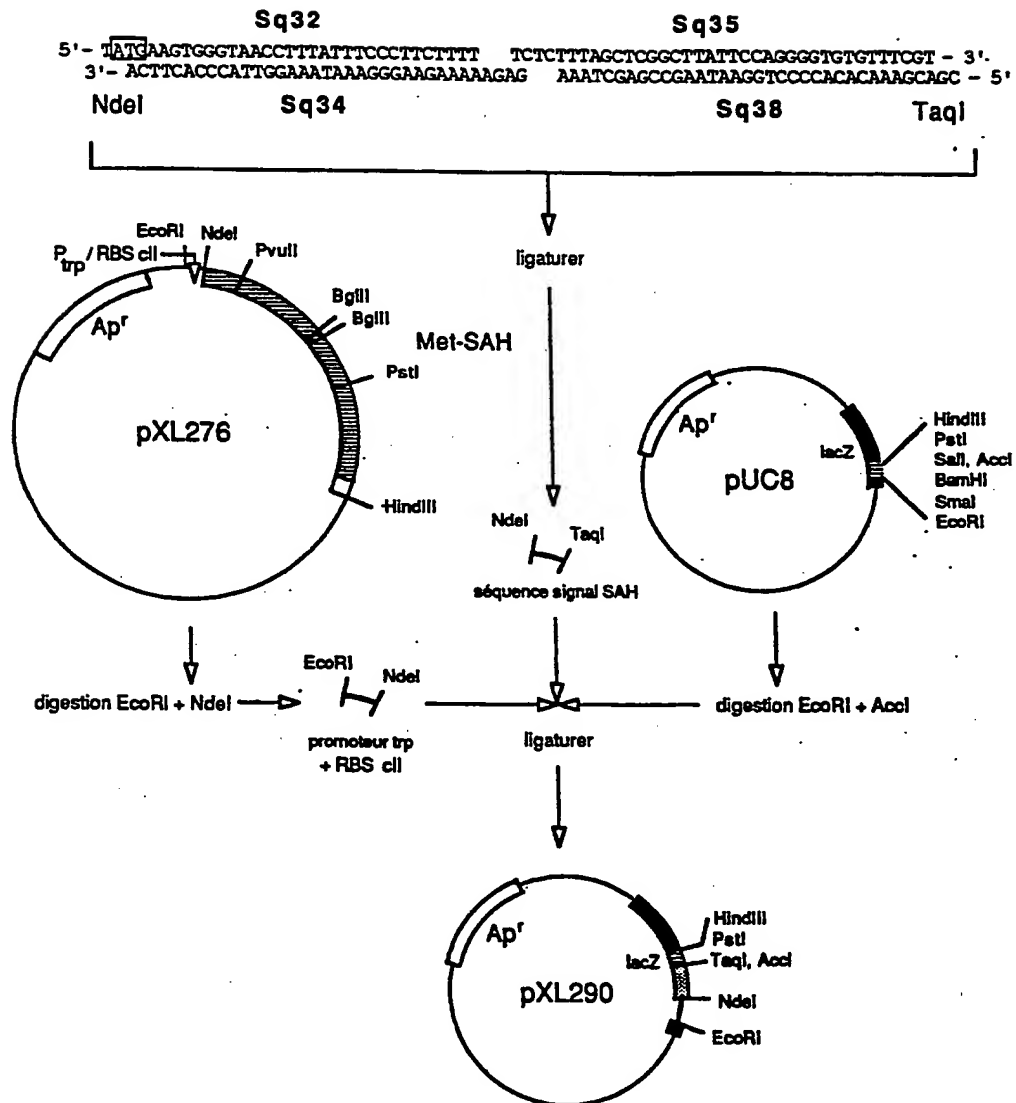 Sq32 Sq35
5'- TATGAAGTGGGTAACCTTTATTTCCCTTCTTTT TCTCTTTAGCTCGGCTTATTCCAGGGGTGTGTTTCGT - 3'.
3'- ACTTCACCCATTGGAAATAAAGGGAAGAAAAAGAG AAATCGAGCCGAATAAGGTCCCCACACAAAGCAGC - 5'
NdeI Sq34 Sq38 TaqI
ligaturer
EcoRI
NdeI
Ptrp/RBS cII
PvuII
BglII
BglII
Apr
Met-SAH
PstI
pXL276
HindIII
Apr
lacZ
pUC8
HindIII
PstI
SalI, AccI
BamHI
SmaI
EcoRI
NdeI
TaqI
séquence signal SAH
digestion EcoRI + NdeI
EcoRI
NdeI
promoteur trp
+ RBS cII
ligaturer
digestion EcoRI + AccI
Apr
lacZ
pXL290
HindIII
PstI
TaqI, AccI
NdeI
EcoRI